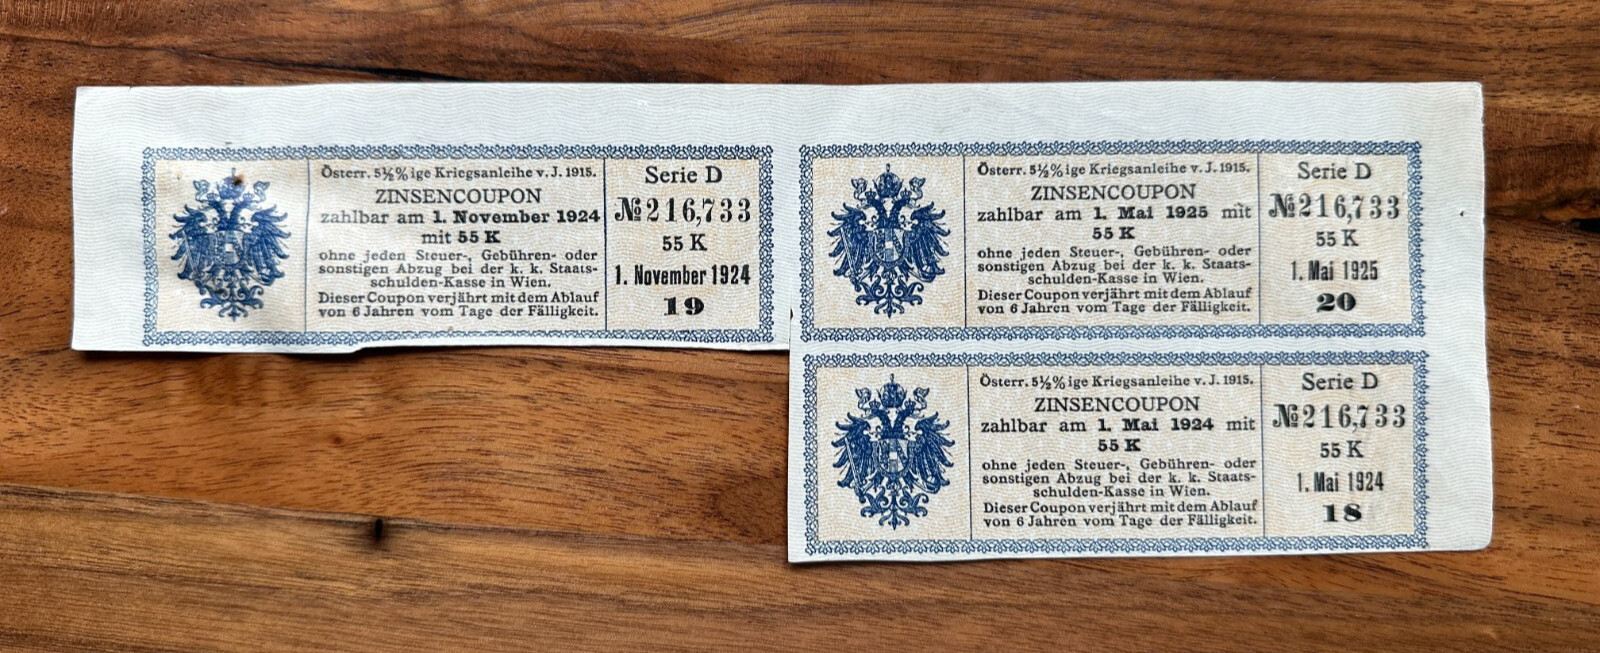 Österr. 5½% ige Kriegsanleihe v. J. 1915.
ZINSENCOUPON
zahlbar am 1. November 1924
mit 55 K
ohne jeden Steuer-, Gebühren- oder
sonstigen Abzug bei der k. k. Staats-
schulden-Kasse in Wien.
Dieser Coupon verjährt mit dem Ablauf
von 6 Jahren vom Tage der Fälligkeit.
Serie D
№ 216,733
55 K
1. November 1924
19
Österr. 5½% ige Kriegsanleihe v. J. 1915.
ZINSENCOUPON
zahlbar am 1. Mai 1925 mit
55 K
ohne jeden Steuer-, Gebühren- oder
sonstigen Abzug bei der k. k. Staats-
schulden-Kasse in Wien.
Dieser Coupon verjährt mit dem Ablauf
von 6 Jahren vom Tage der Fälligkeit.
Serie D
№ 216,733
55 K
1. Mai 1925
20
Österr. 5½% ige Kriegsanleihe v. J. 1915.
ZINSENCOUPON
zahlbar am 1. Mai 1924 mit
55 K
ohne jeden Steuer-, Gebühren- oder
sonstigen Abzug bei der k. k. Staats-
schulden-Kasse in Wien.
Dieser Coupon verjährt mit dem Ablauf
von 6 Jahren vom Tage der Fälligkeit.
Serie D
№ 216,733
55 K
1. Mai 1924
18